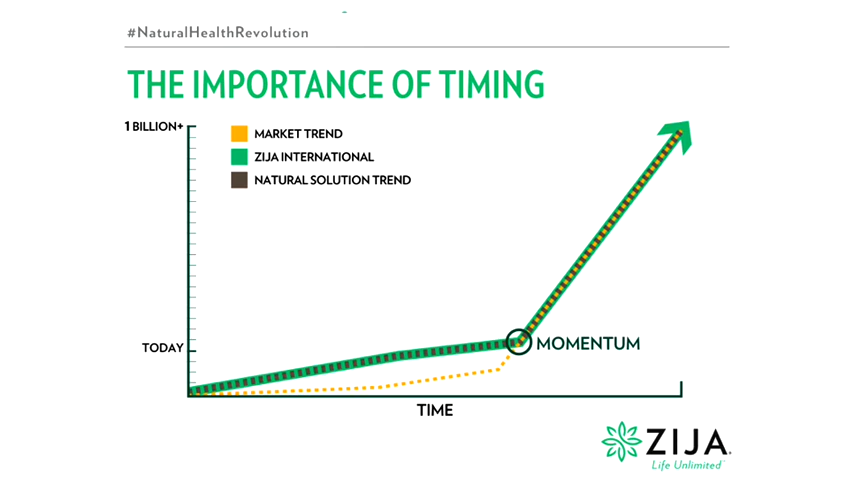 #NaturalHealthRevolution
THE IMPORTANCE OF TIMING
1 BILLION+
MARKET TREND
ZIJA INTERNATIONAL
NATURAL SOLUTION TREND
TODAY
MOMENTUM
TIME
ZIJA.
Life Unlimited